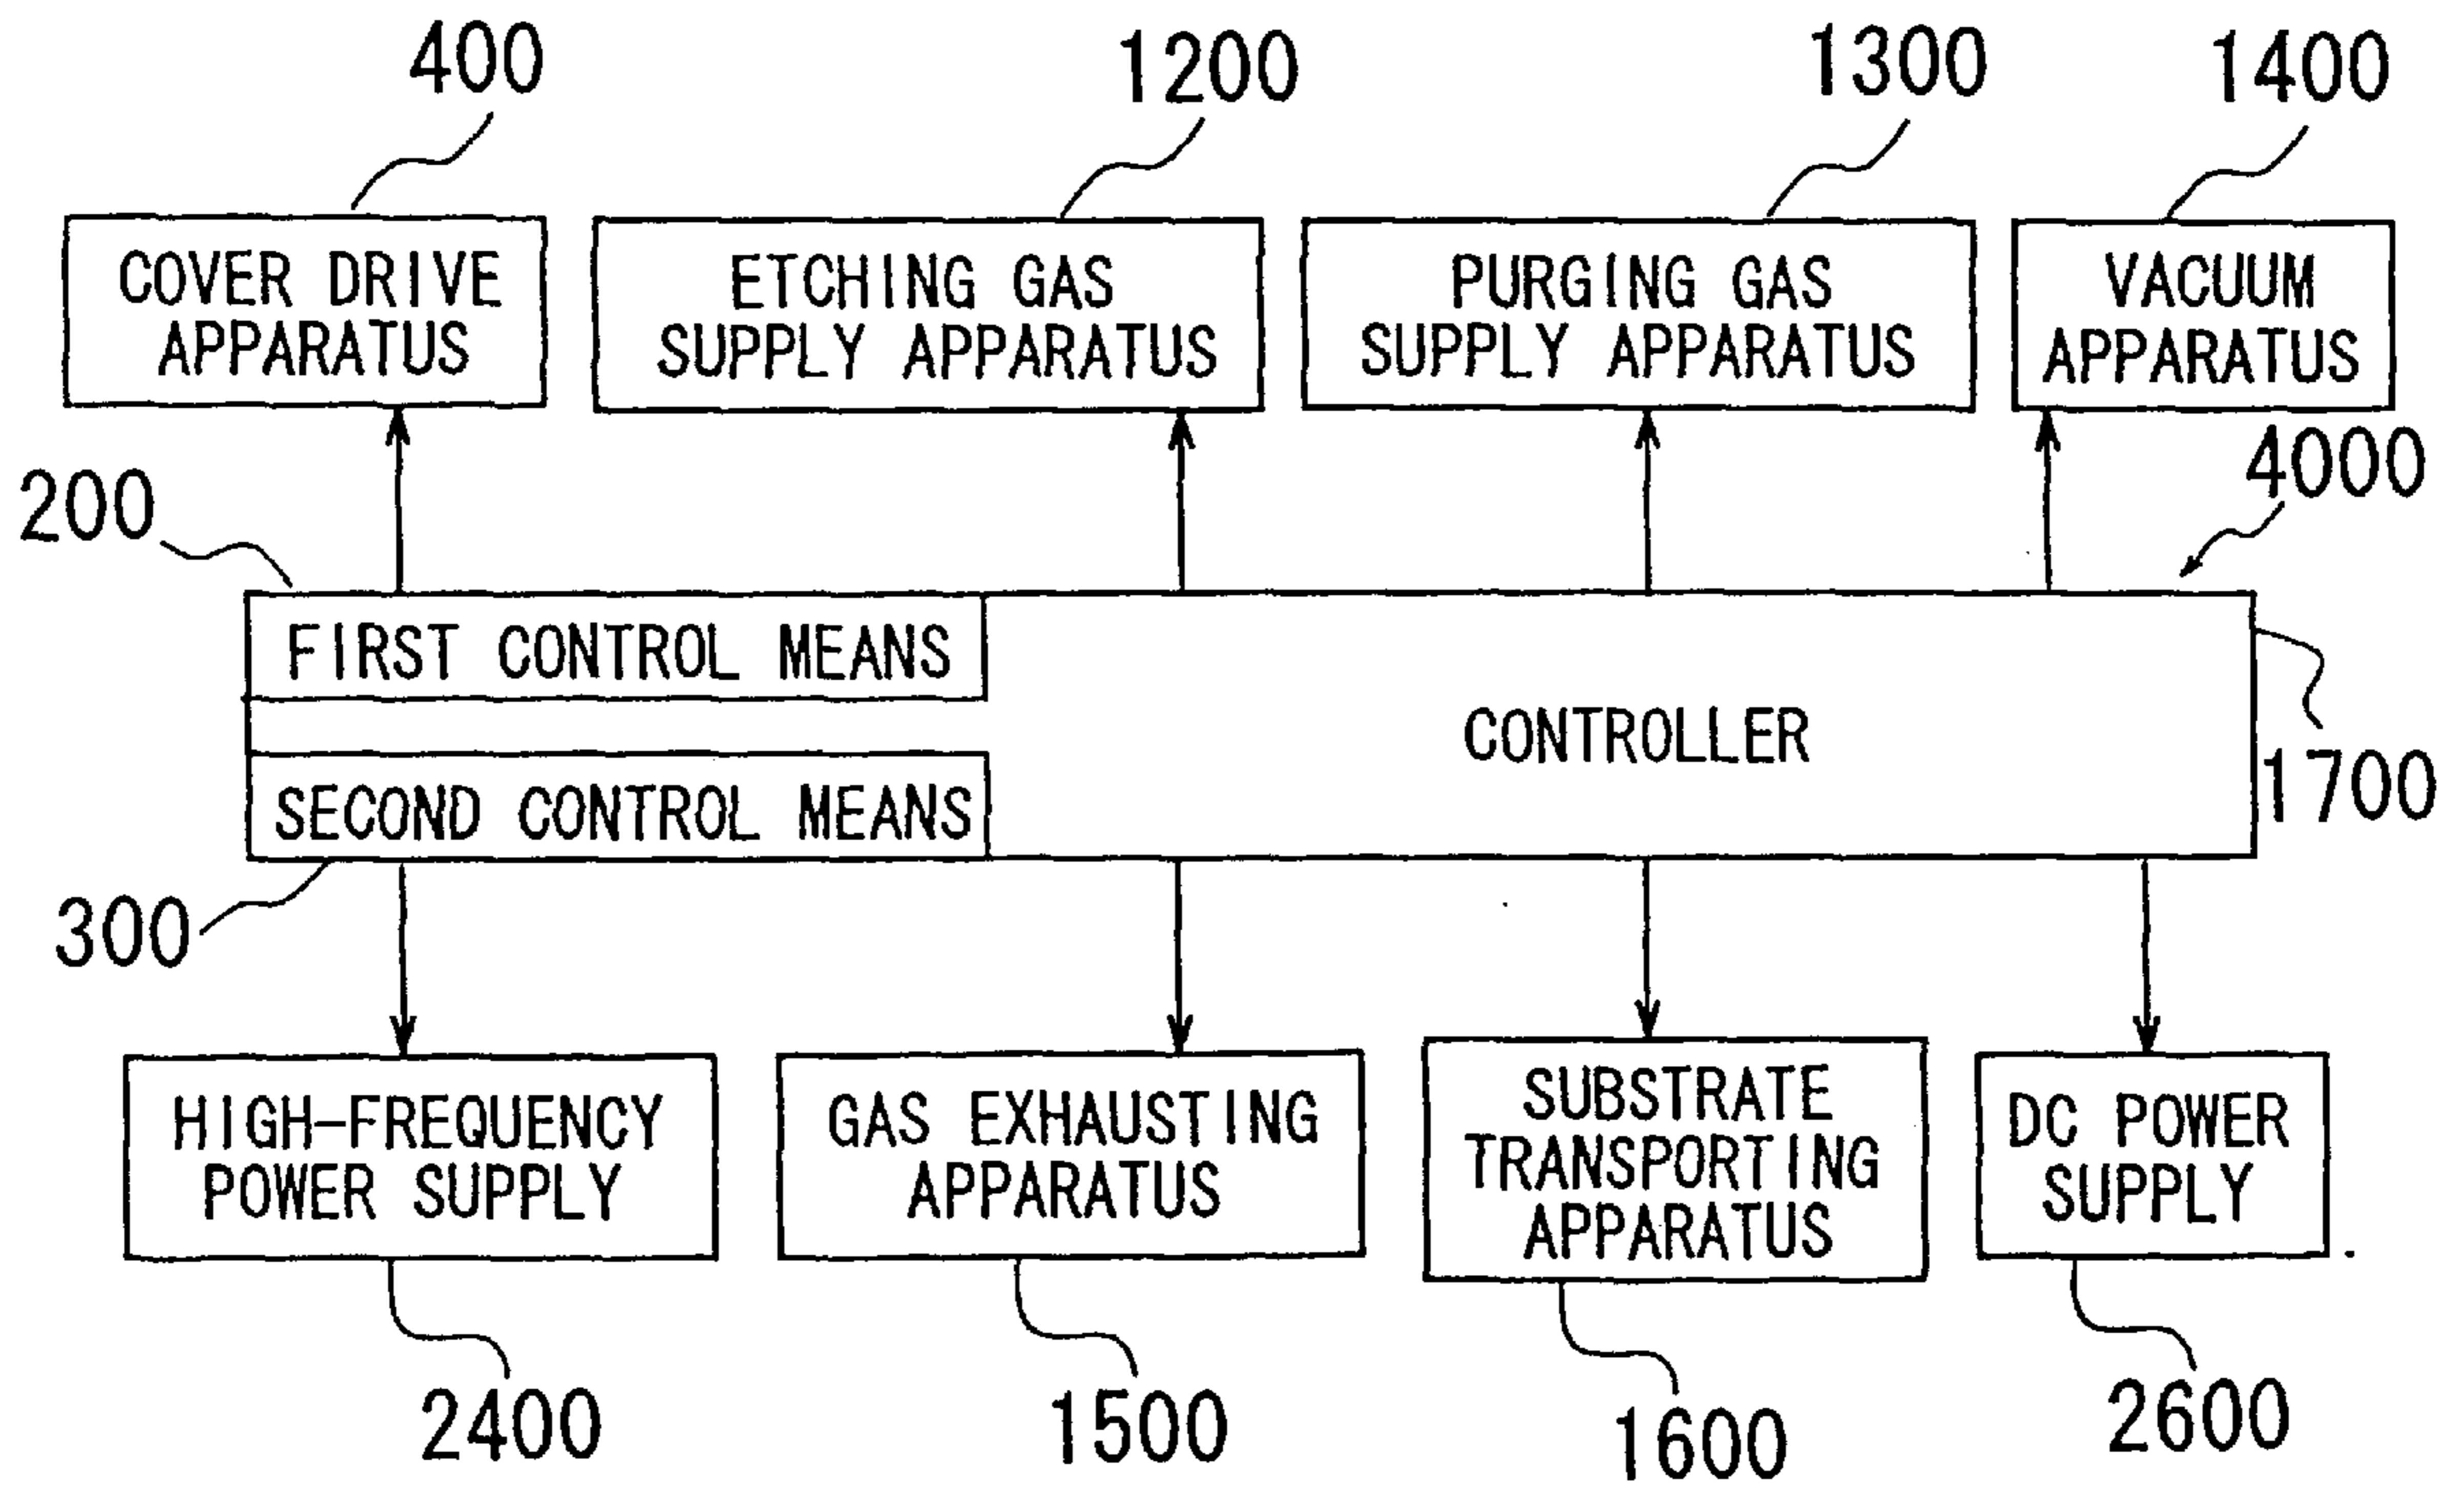 400
1200
1300
1400
COVER DRIVE
APPARATUS
ETCHING GAS
SUPPLY APPARATUS
PURGING GAS
SUPPLY APPARATUS
VACUUM
APPARATUS
200
4000
FIRST CONTROL MEANS
CONTROLLER
SECOND CONTROL MEANS
1700
300
HIGH-FREQUENCY
POWER SUPPLY
GAS EXHAUSTING
APPARATUS
SUBSTRATE
TRANSPORTING
APPARATUS
DC POWER
SUPPLY
2400
1500
1600
2600